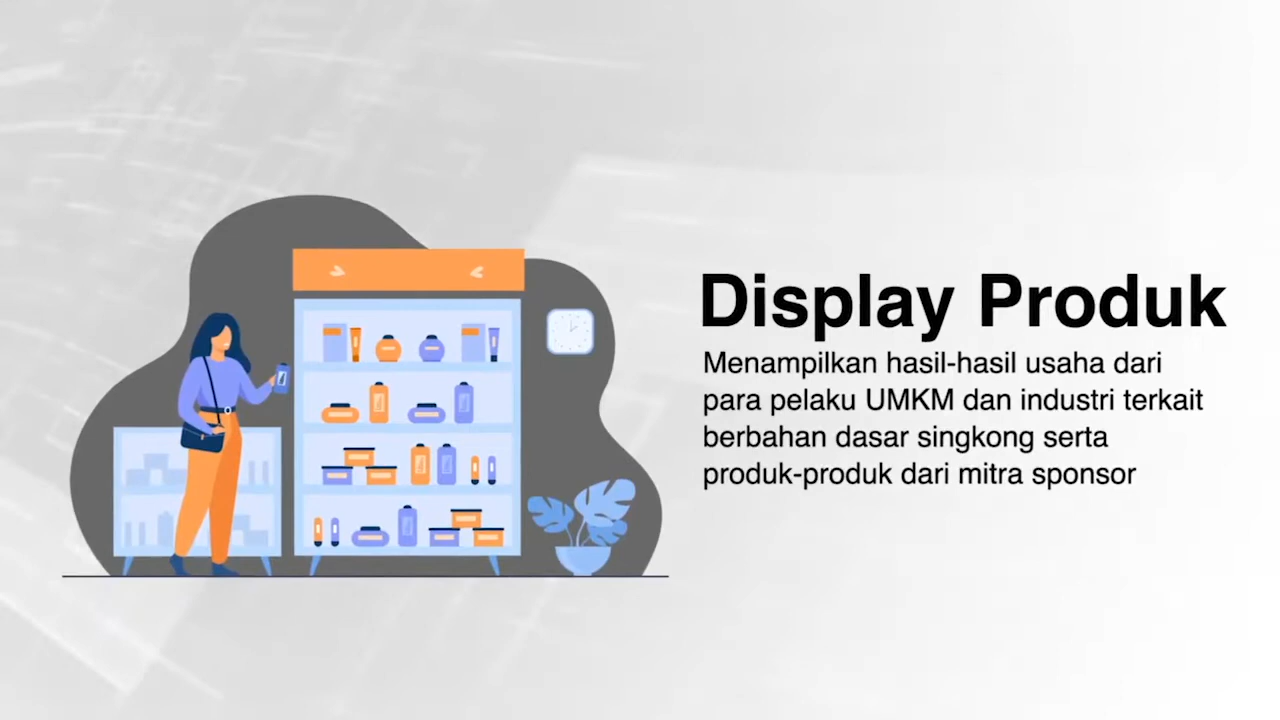 Display Produk
Menampilkan hasil-hasil usaha dari
para pelaku UMKM dan industri terkait
berbahan dasar singkong serta
produk-produk dari mitra sponsor